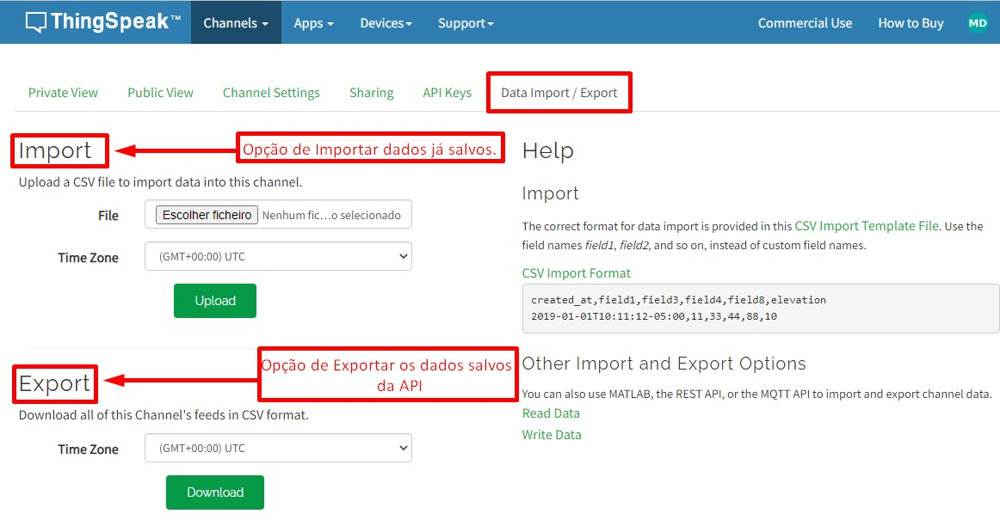 ThingSpeak™
Channels
Apps
Devices
Support
Commercial Use
How to Buy
MD
Private View
Public View
Channel Settings
Sharing
API Keys
Data Import / Export
Import
Opção de Importar dados já salvos.
Upload a CSV file to import data into this channel.
File
Escolher ficheiro
Nenhum fic…o selecionado
Time Zone
(GMT+00:00) UTC
Upload
Export
Opção de Exportar os dados salvos
da API
Download all of this Channel's feeds in CSV format.
Time Zone
(GMT+00:00) UTC
Download
Help
Import
The correct format for data import is provided in this CSV Import Template File. Use the
field names field1, field2, and so on, instead of custom field names.
CSV Import Format
created_at,field1,field3,field4,field8,elevation
2019-01-01T10:11:12-05:00,11,33,44,88,10
Other Import and Export Options
You can also use MATLAB, the REST API, or the MQTT API to import and export channel data.
Read Data
Write Data